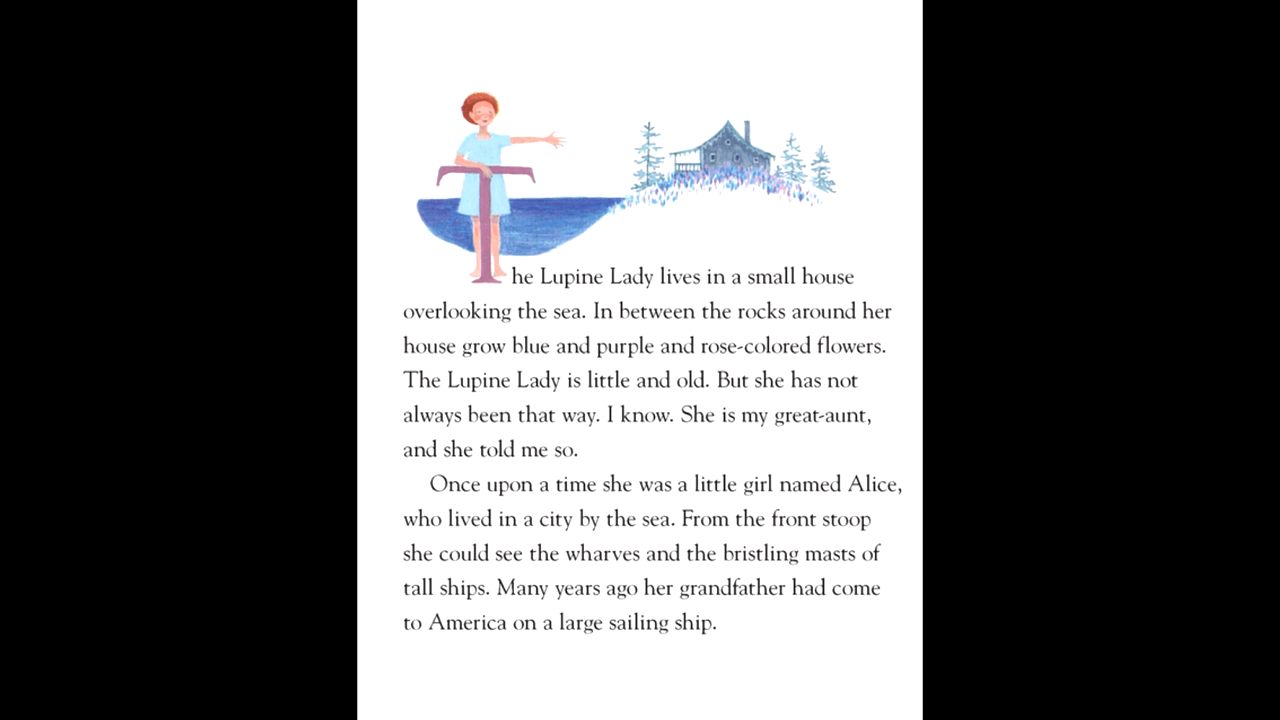 The Lupine Lady lives in a small house
overlooking the sea. In between the rocks around her
house grow blue and purple and rose-colored flowers.
The Lupine Lady is little and old. But she has not
always been that way. I know. She is my great-aunt,
and she told me so.
Once upon a time she was a little girl named Alice,
who lived in a city by the sea. From the front stoop
she could see the wharves and the bristling masts of
tall ships. Many years ago her grandfather had come
to America on a large sailing ship.